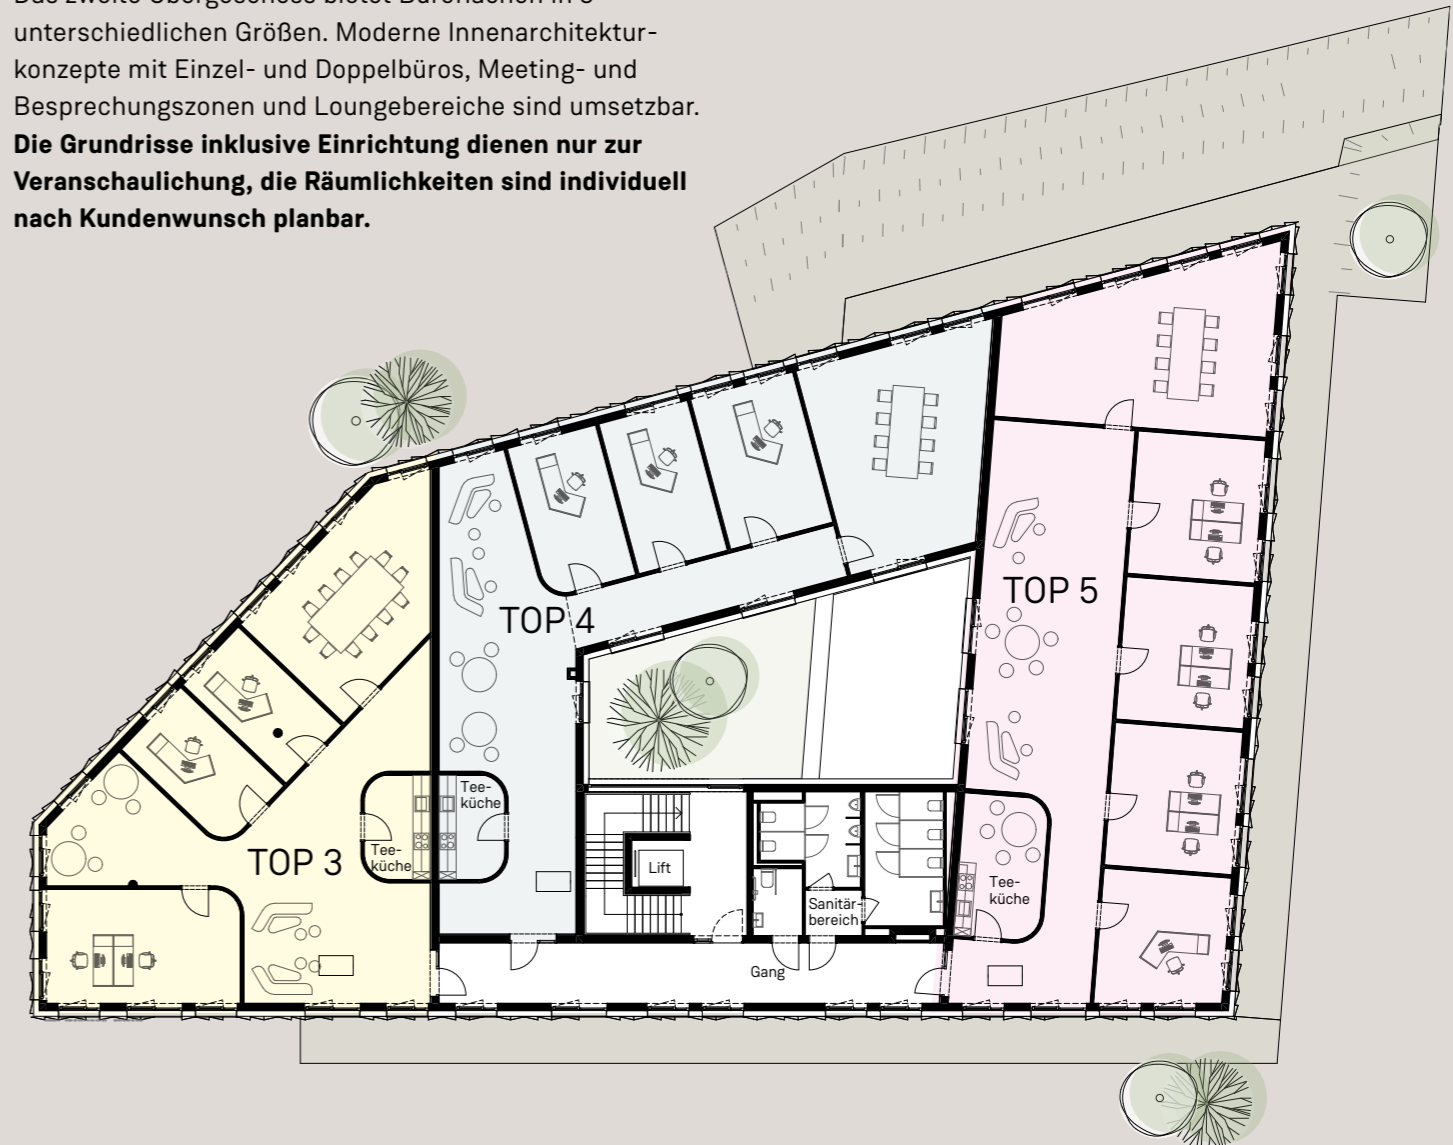 unterschiedlichen Größen. Moderne Innenarchitektur-
konzepte mit Einzel- und Doppelbüros, Meeting- und
Besprechungszonen und Loungebereiche sind umsetzbar.
Die Grundrisse inklusive Einrichtung dienen nur zur
Veranschaulichung, die Räumlichkeiten sind individuell
nach Kundenwunsch planbar.
TOP 5
TOP 4
Tee-
küche
Tee-
küche
TOP 3
Lift
Tee-
küche
Sanitär-
bereich
Gang